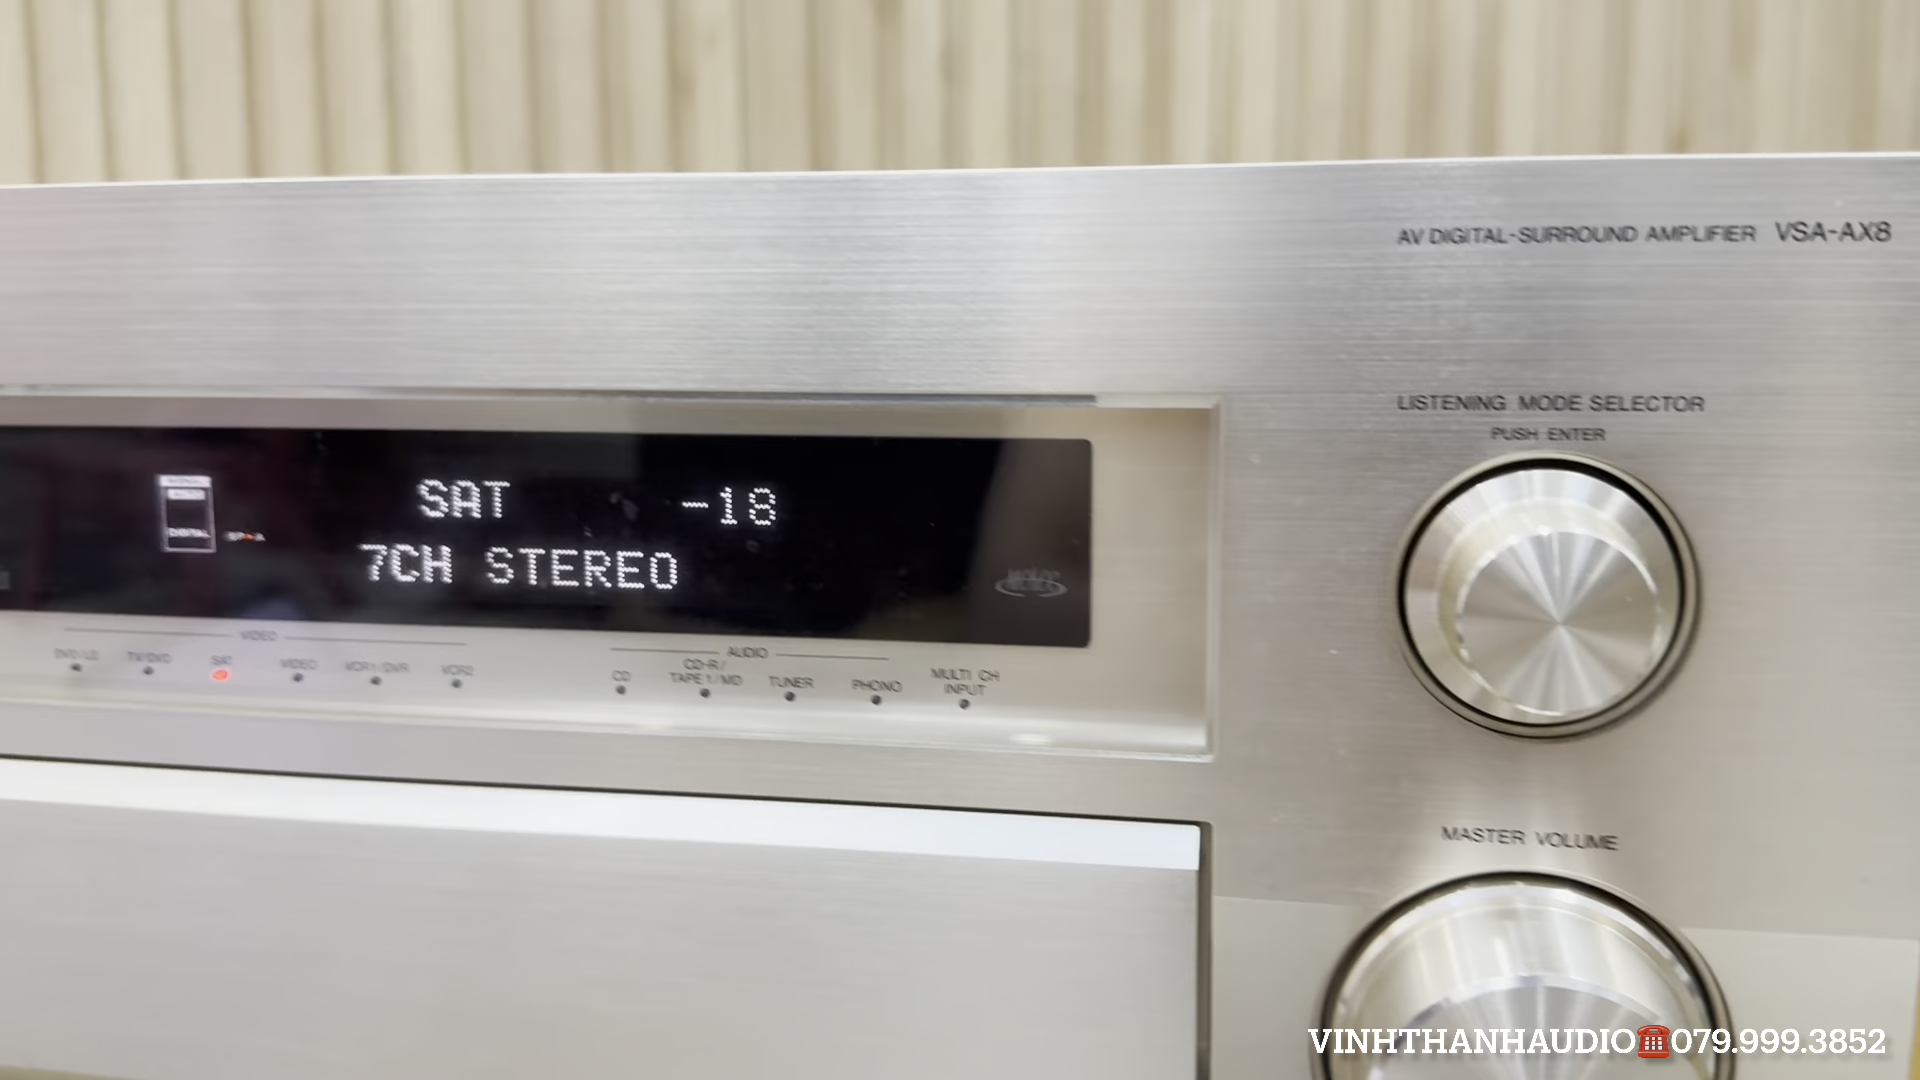 AV DIGITAL-SURROUND AMPLIFIER VSA-AX8
LISTENING MODE SELECTOR
PUSH ENTER
SAT -18
7CH STEREO
DIGITAL
VIDEO
DVD/LD TV/DVD SAT VIDEO VCR1/DVR VCR2
AUDIO
CD CD-R/TAPE 1/MD TUNER PHONO MULTI CH INPUT
MASTER VOLUME
VINHTHANHAUDIO☎️079.999.3852